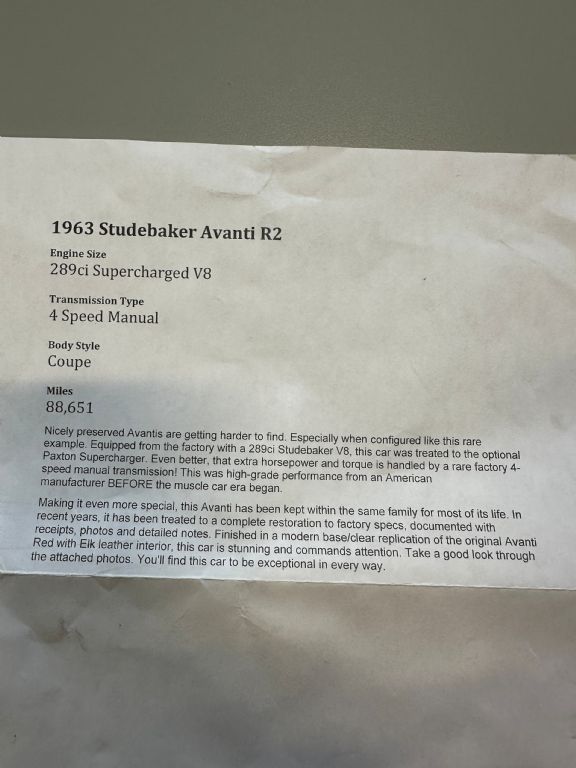 1963 Studebaker Avanti R2
Engine Size
289ci Supercharged V8
Transmission Type
4 Speed Manual
Body Style
Coupe
Miles
88,651
Nicely preserved Avantis are getting harder to find. Especially when configured like this rare
example. Equipped from the factory with a 289ci Studebaker V8, this car was treated to the optional
Paxton Supercharger. Even better, that extra horsepower and torque is handled by a rare factory 4-
speed manual transmission! This was high-grade performance from an American
manufacturer BEFORE the muscle car era began.
Making it even more special, this Avanti has been kept within the same family for most of its life. In
recent years, it has been treated to a complete restoration to factory specs, documented with
receipts, photos and detailed notes. Finished in a modern base/clear replication of the original Avanti
Red with Elk leather interior, this car is stunning and commands attention. Take a good look through
the attached photos. You'll find this car to be exceptional in every way.